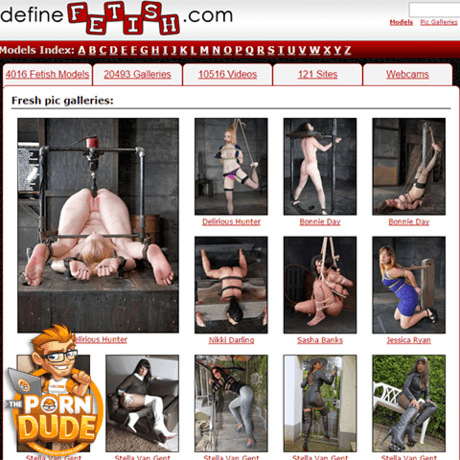 define FETISH.com
Models Pic Galleries
Models Index: A B C D E F G H I J K L M N O P Q R S T U V W X Y Z
4016 Fetish Models 20493 Galleries 10516 Videos 121 Sites Webcams
Fresh pic galleries:
Delirious Hunter Bonnie Day Bonnie Day
Delirious Hunter Nikki Darling Sasha Banks Jessica Ryan
THE PORN DUDE
Stella Van Gent Stella Van Gent Stella Van Gent Stella Van Gent Stella Van Gent